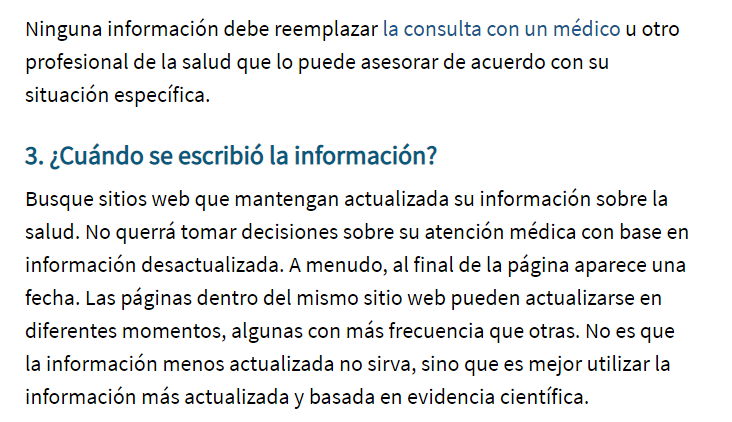 Ninguna información debe reemplazar la consulta con un médico u otro
profesional de la salud que lo puede asesorar de acuerdo con su
situación específica.
3. ¿Cuándo se escribió la información?
Busque sitios web que mantengan actualizada su información sobre la
salud. No querrá tomar decisiones sobre su atención médica con base en
información desactualizada. A menudo, al final de la página aparece una
fecha. Las páginas dentro del mismo sitio web pueden actualizarse en
diferentes momentos, algunas con más frecuencia que otras. No es que
la información menos actualizada no sirva, sino que es mejor utilizar la
información más actualizada y basada en evidencia científica.